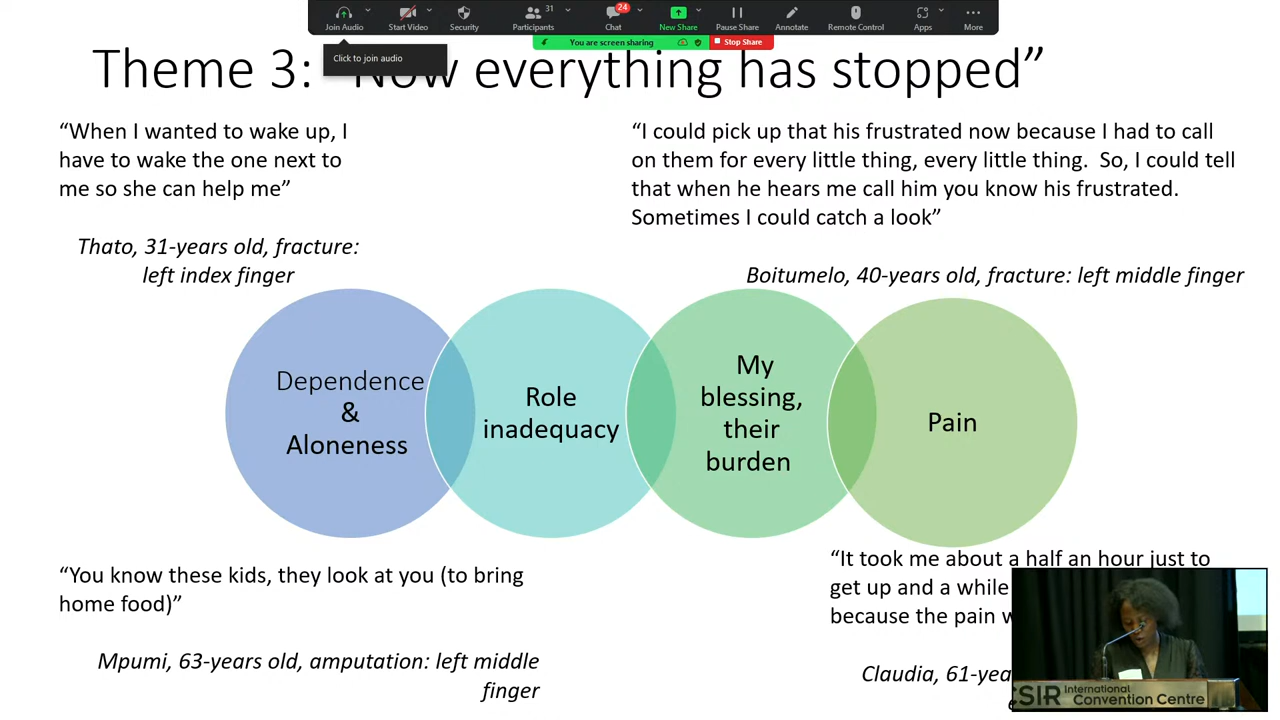 Join Audio
Start Video
Security
Participants
31
Chat
24
New Share
Pause Share
Annotate
Remote Control
Apps
More
You are screen sharing
Stop Share
Click to join audio
Theme 3: “Now everything has stopped”
“When I wanted to wake up, I
have to wake the one next to
me so she can help me”
Thato, 31-years old, fracture:
left index finger
“I could pick up that his frustrated now because I had to call
on them for every little thing, every little thing. So, I could tell
that when he hears me call him you know his frustrated.
Sometimes I could catch a look”
Boitumelo, 40-years old, fracture: left middle finger
Dependence
&
Aloneness
Role
inadequacy
My
blessing,
their
burden
Pain
“You know these kids, they look at you (to bring
home food)”
Mpumi, 63-years old, amputation: left middle
finger
“It took me about a half an hour just to
get up and a while
because the pain
Claudia, 61-yea
CSIR International
Convention Centre